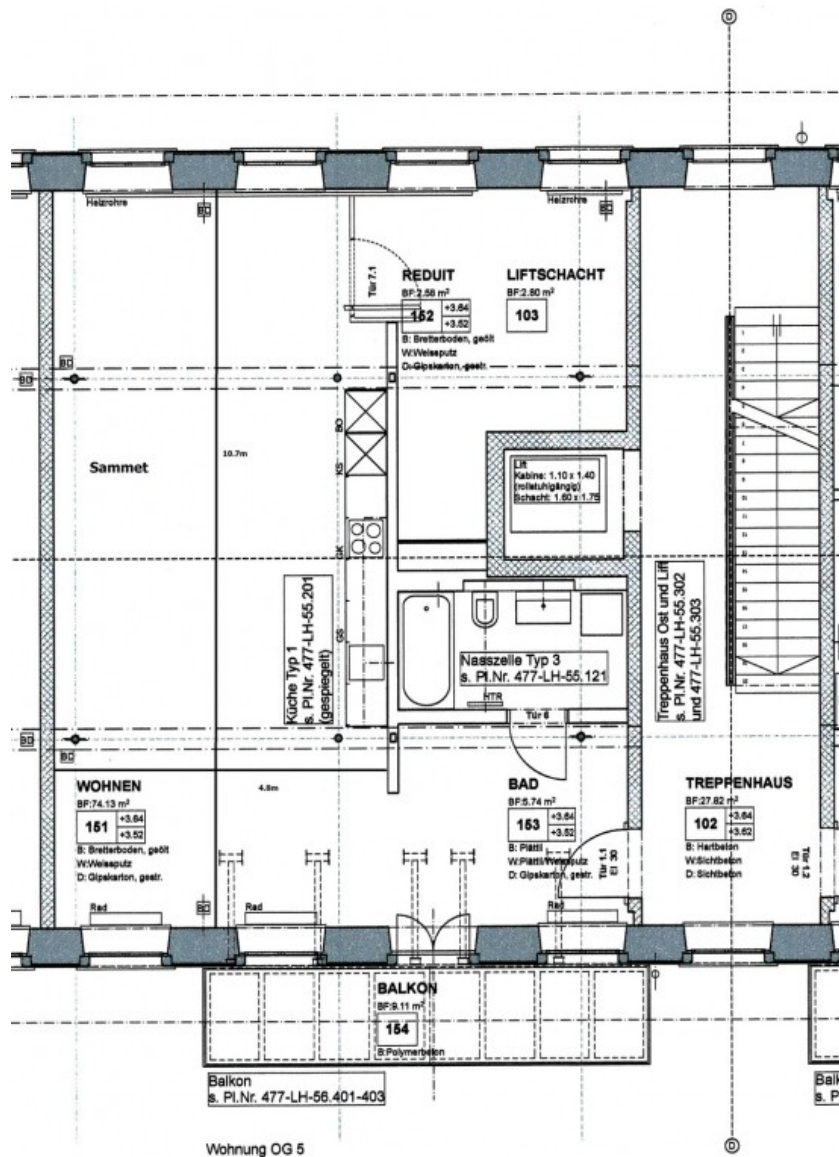 D
Heizrohre
BD
Heizrohre
BD
Tür 7.1
REDUIT
BF:2.58 m²
152
+3.64
+3.52
B: Bretterboden, geölt
W:Weissputz
D: Gipskarton, gestr.
LIFTSCHACHT
BF:2.80 m²
103
BD
BD
BO
KS
GK
GS
Sammet
10.7m
Lift
Kabine: 1.10 x 1.40
(rollstuhlgängig)
Schacht: 1.60 x 1.75
Küche Typ 1
s. Pl.Nr. 477-LH-55.201
(gespiegelt)
Nasszelle Typ 3
s. Pl.Nr. 477-LH-55.121
HTR
Tür 6
Treppenhaus Ost und Lift
s. Pl.Nr. 477-LH-55.302
und 477-LH-55.303
BD
BD
WOHNEN
BF:74.13 m²
151
+3.64
+3.52
B: Bretterboden, geölt
W:Weissputz
D: Gipskarton, gestr.
4.8m
BAD
BF:5.74 m²
153
+3.64
+3.52
B: Plättli
W:Plättli/Weissputz
D: Gipskarton, gestr.
Tür 1.1
EI 30
TREPPENHAUS
BF:27.82 m²
102
+3.64
+3.62
B: Hartbeton
W:Sichtbeton
D: Sichtbeton
Tür 1.2
EI 30
Rad
BD
Rad
Rad
BALKON
BF:9.11 m²
154
B:Polymerbeton
Balkon
s. Pl.Nr. 477-LH-56.401-403
Balk
s. P
Wohnung OG 5
D